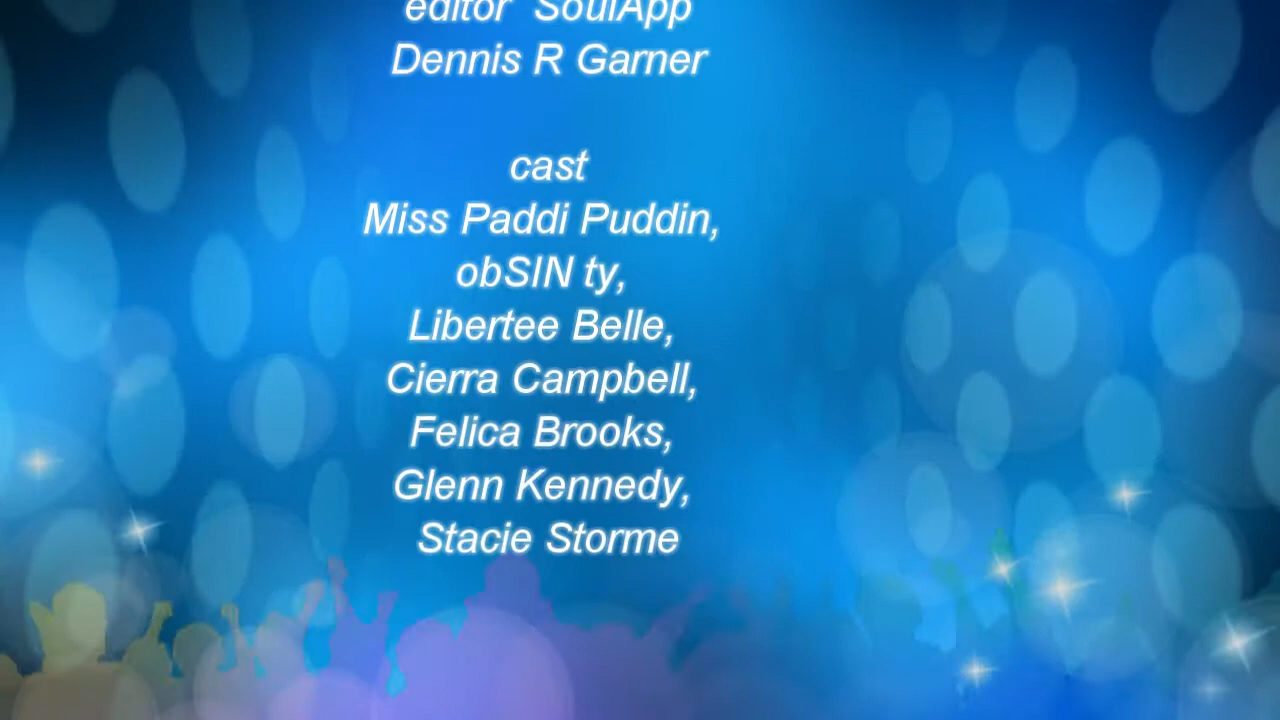 editor SoulApp
Dennis R Garner
cast
Miss Paddi Puddin,
obSIN ty,
Libertee Belle,
Cierra Campbell,
Felica Brooks,
Glenn Kennedy,
Stacie Storme